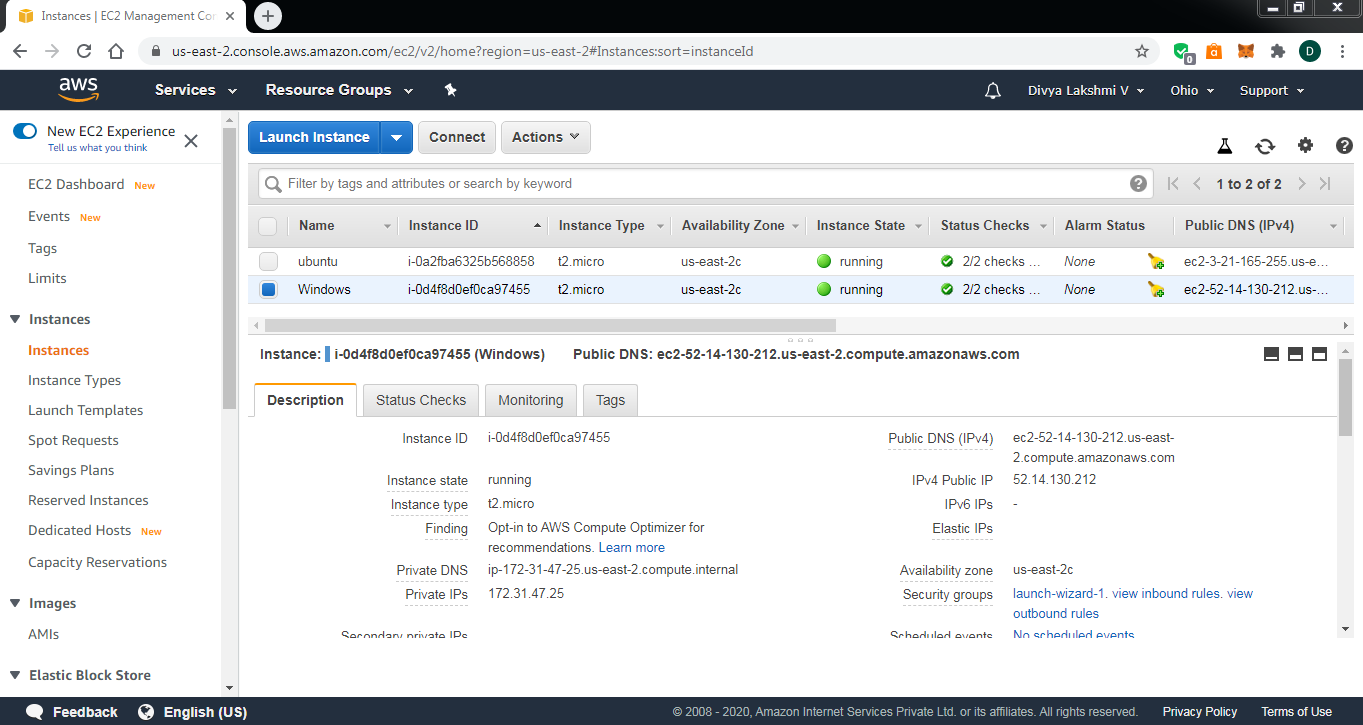 Instances | EC2 Management Cor
us-east-2.console.aws.amazon.com/ec2/v2/home?region=us-east-2#Instances:sort=instanceId
0
a
D
aws
Services
Resource Groups
Divya Lakshmi V
Ohio
Support
New EC2 Experience
Tell us what you think
EC2 Dashboard New
Events New
Tags
Limits
Instances
Instances
Instance Types
Launch Templates
Spot Requests
Savings Plans
Reserved Instances
Dedicated Hosts New
Capacity Reservations
Images
AMIs
Elastic Block Store
Launch Instance
Connect
Actions
Filter by tags and attributes or search by keyword
1 to 2 of 2
Name Instance ID Instance Type Availability Zone Instance State Status Checks Alarm Status Public DNS (IPv4)
ubuntu i-0a2fba6325b568858 t2.micro us-east-2c running 2/2 checks ... None ec2-3-21-165-255.us-e...
Windows i-0d4f8d0ef0ca97455 t2.micro us-east-2c running 2/2 checks ... None ec2-52-14-130-212.us-...
Instance: i-0d4f8d0ef0ca97455 (Windows) Public DNS: ec2-52-14-130-212.us-east-2.compute.amazonaws.com
Description
Status Checks
Monitoring
Tags
Instance ID i-0d4f8d0ef0ca97455
Instance state running
Instance type t2.micro
Finding Opt-in to AWS Compute Optimizer for
recommendations. Learn more
Private DNS ip-172-31-47-25.us-east-2.compute.internal
Private IPs 172.31.47.25
Secondary private IPs
Public DNS (IPv4) ec2-52-14-130-212.us-east-
2.compute.amazonaws.com
IPv4 Public IP 52.14.130.212
IPv6 IPs -
Elastic IPs
Availability zone us-east-2c
Security groups launch-wizard-1. view inbound rules. view
outbound rules
Scheduled events No scheduled events
Feedback
English (US)
© 2008 - 2020, Amazon Internet Services Private Ltd. or its affiliates. All rights reserved.
Privacy Policy
Terms of Use